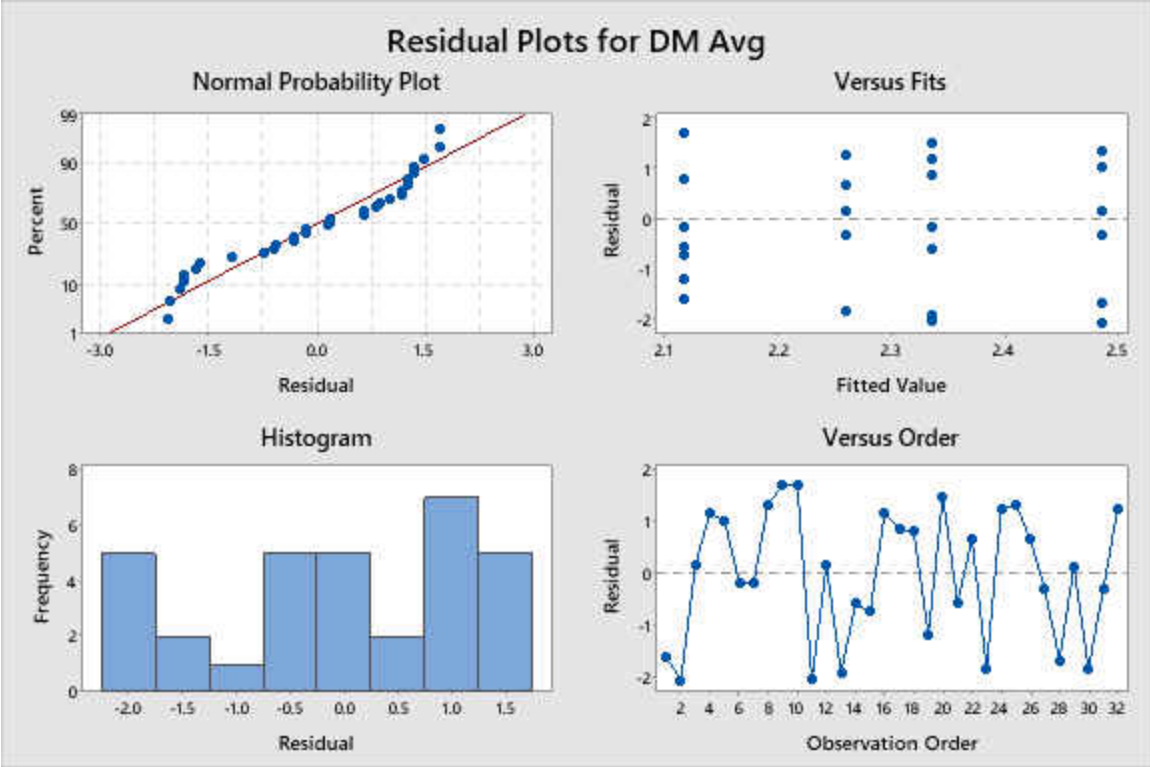 Residual Plots for DM Avg
Normal Probability Plot
Versus Fits
99
90
50
10
1
Percent
-3.0 -1.5 0.0 1.5 3.0
Residual
2
1
0
-1
-2
Residual
2.1 2.2 2.3 2.4 2.5
Fitted Value
Histogram
Versus Order
8
6
4
2
0
Frequency
-2.0 -1.5 -1.0 -0.5 0.0 0.5 1.0 1.5
Residual
2
1
0
-1
-2
Residual
2 4 6 8 10 12 14 16 18 20 22 24 26 28 30 32
Observation Order